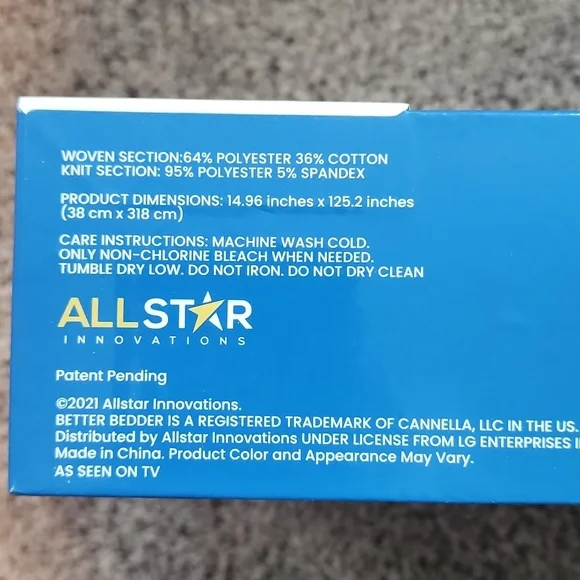 WOVEN SECTION:64% POLYESTER 36% COTTON
KNIT SECTION: 95% POLYESTER 5% SPANDEX
PRODUCT DIMENSIONS: 14.96 inches x 125.2 inches
(38 cm x 318 cm)
CARE INSTRUCTIONS: MACHINE WASH COLD.
ONLY NON-CHLORINE BLEACH WHEN NEEDED.
TUMBLE DRY LOW. DO NOT IRON. DO NOT DRY CLEAN
ALLSTAR
INNOVATIONS
Patent Pending
©2021 Allstar Innovations.
BETTER BEDDER IS A REGISTERED TRADEMARK OF CANNELLA, LLC IN THE US.
Distributed by Allstar Innovations UNDER LICENSE FROM LG ENTERPRISES
Made in China. Product Color and Appearance May Vary.
AS SEEN ON TV